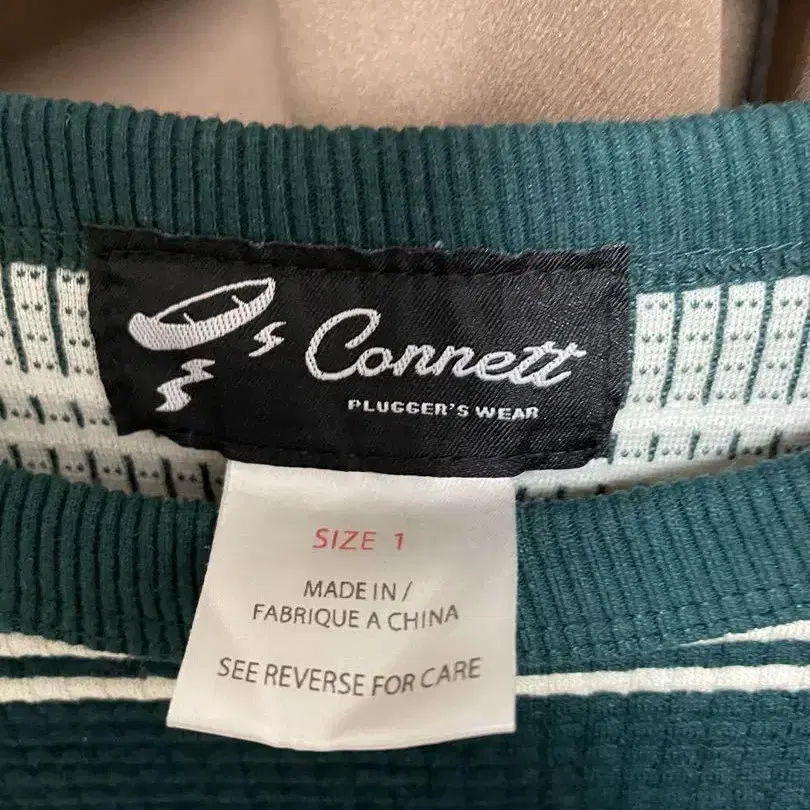 Connett
PLUGGER'S WEAR
SIZE 1
MADE IN /
FABRIQUE A CHINA
SEE REVERSE FOR CARE